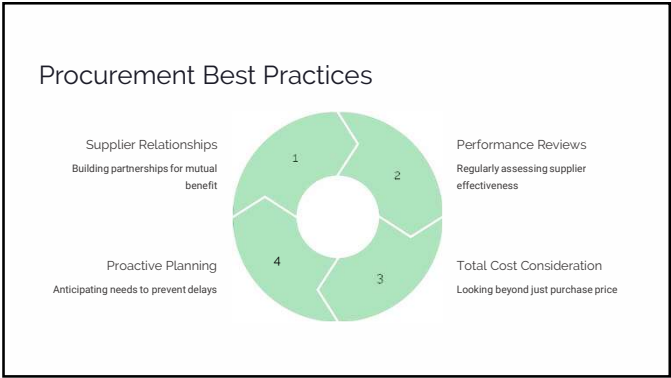 Procurement Best Practices
Supplier Relationships
Building partnerships for mutual
benefit
1
2
Performance Reviews
Regularly assessing supplier
effectiveness
Proactive Planning
Anticipating needs to prevent delays
4
3
Total Cost Consideration
Looking beyond just purchase price